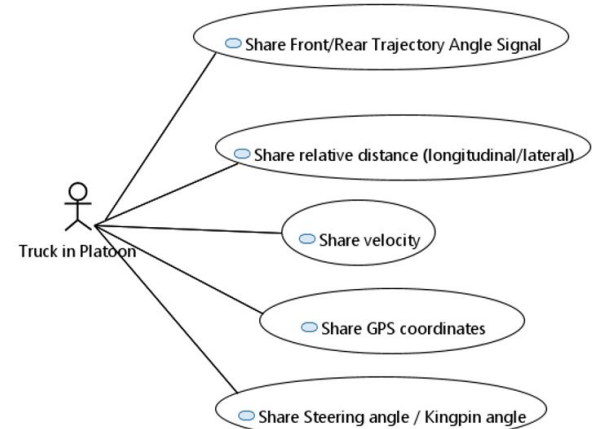 Share Front/Rear Trajectory Angle Signal
Share relative distance (longitudinal/lateral)
Share velocity
Truck in Platoon
Share GPS coordinates
Share Steering angle / Kingpin angle